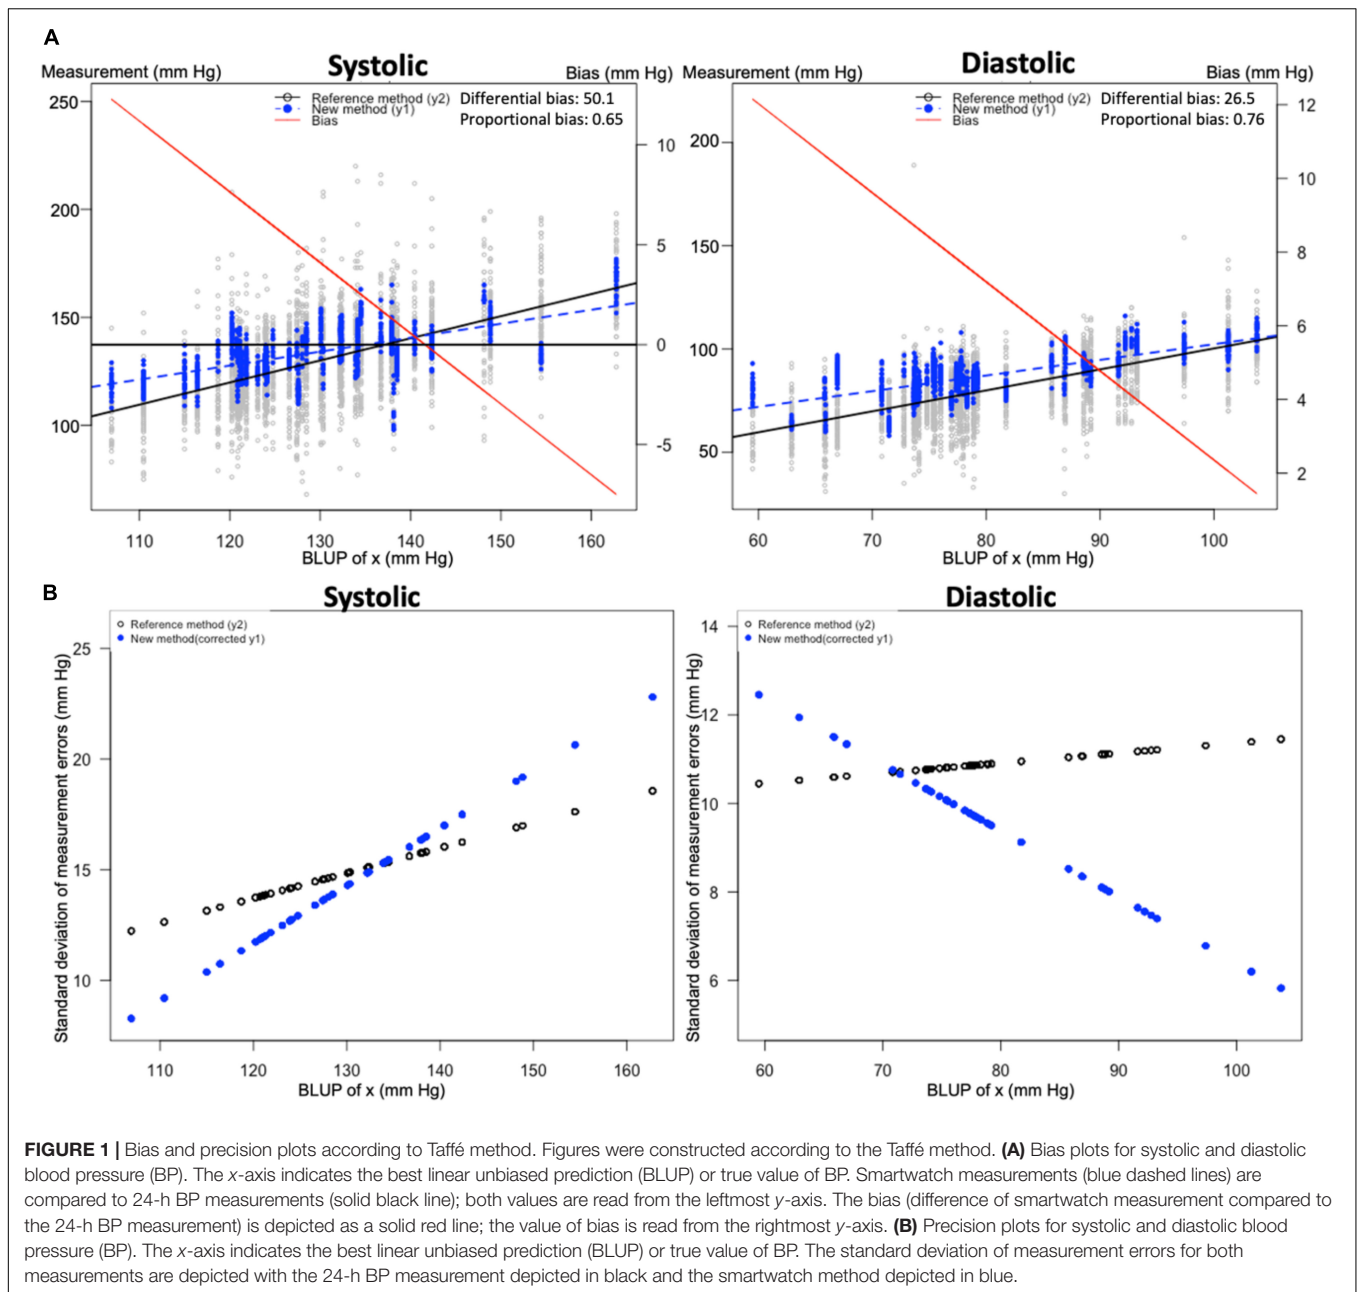 A
Systolic
Measurement (mm Hg)
Bias (mm Hg)
Reference method (y2)
New method (y1)
Bias
Differential bias: 50.1
Proportional bias: 0.65
250
200
150
100
10
5
0
-5
110
120
130
140
150
160
BLUP of x (mm Hg)
Diastolic
Measurement (mm Hg)
Bias (mm Hg)
Reference method (y2)
New method (y1)
Bias
Differential bias: 26.5
Proportional bias: 0.76
200
150
100
50
12
10
8
6
4
2
60
70
80
90
100
BLUP of x (mm Hg)
B
Systolic
Reference method (y2)
New method(corrected y1)
Standard deviation of measurement errors (mm Hg)
25
20
15
10
110
120
130
140
150
160
BLUP of x (mm Hg)
Diastolic
Reference method (y2)
New method(corrected y1)
Standard deviation of measurement errors (mm Hg)
14
12
10
8
6
60
70
80
90
100
BLUP of x (mm Hg)
FIGURE 1 | Bias and precision plots according to Taffé method. Figures were constructed according to the Taffé method. (A) Bias plots for systolic and diastolic
blood pressure (BP). The x-axis indicates the best linear unbiased prediction (BLUP) or true value of BP. Smartwatch measurements (blue dashed lines) are
compared to 24-h BP measurements (solid black line); both values are read from the leftmost y-axis. The bias (difference of smartwatch measurement compared to
the 24-h BP measurement) is depicted as a solid red line; the value of bias is read from the rightmost y-axis. (B) Precision plots for systolic and diastolic blood
pressure (BP). The x-axis indicates the best linear unbiased prediction (BLUP) or true value of BP. The standard deviation of measurement errors for both
measurements are depicted with the 24-h BP measurement depicted in black and the smartwatch method depicted in blue.